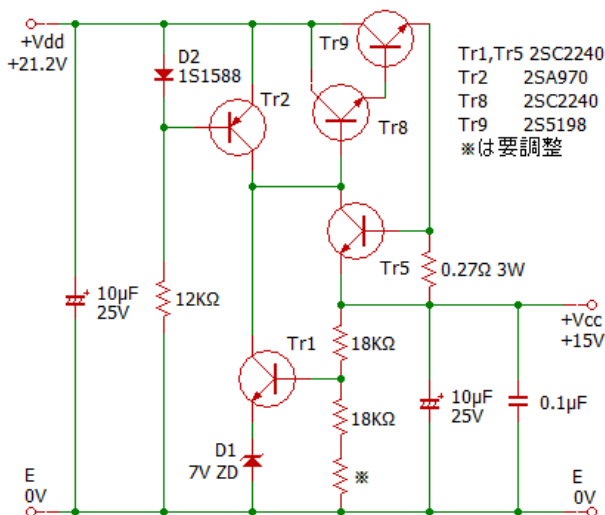 +Vdd
+21.2V
D2
1S1588
Tr2
Tr9
Tr8
Tr1,Tr5 2SC2240
Tr2 2SA970
Tr8 2SC2240
Tr9 2S5198
※は要調整
Tr5
0.27Ω 3W
10µF
25V
12KΩ
+Vcc
+15V
Tr1
18KΩ
18KΩ
10µF
25V
0.1µF
D1
7V ZD
※
E
0V
E
0V